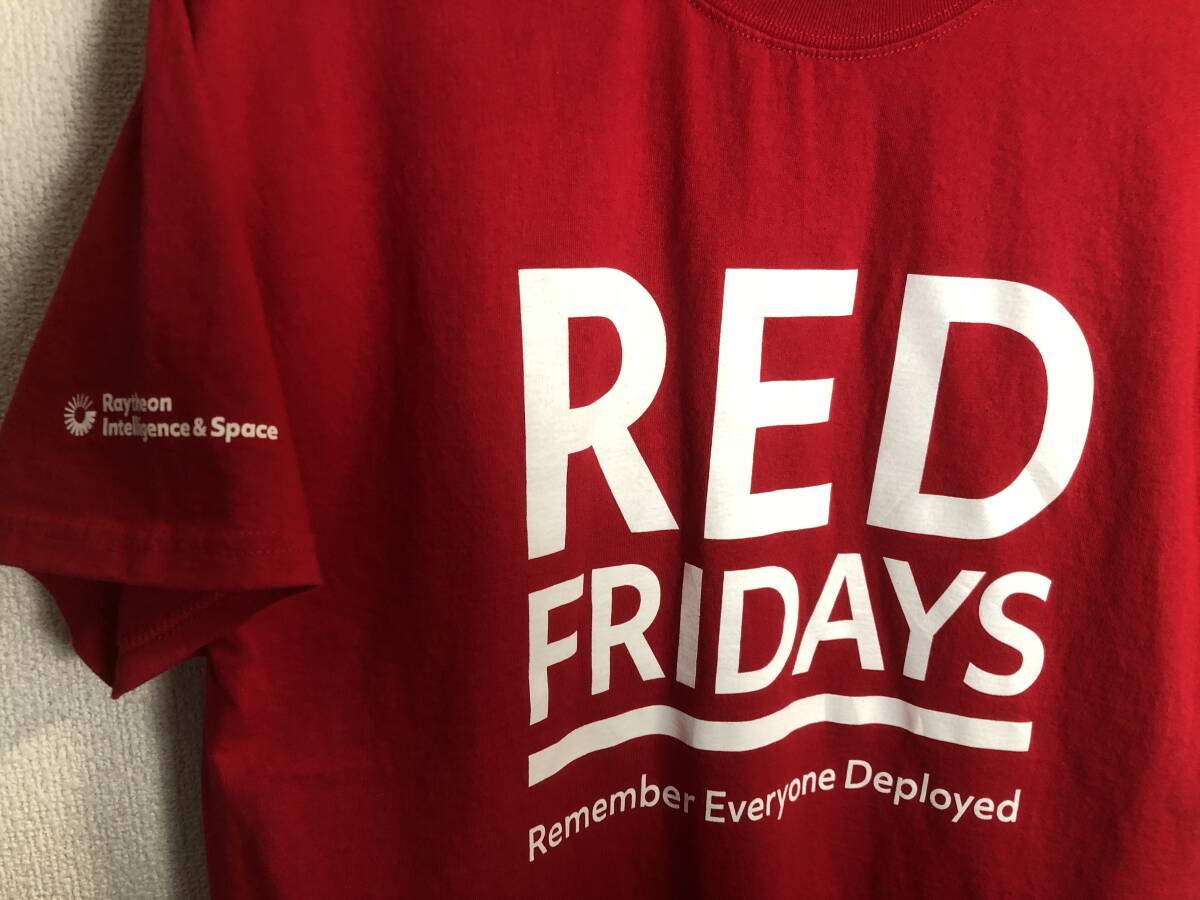 Raytheon
Intelligence & Space
RED
FRIDAYS
Remember Everyone Deployed